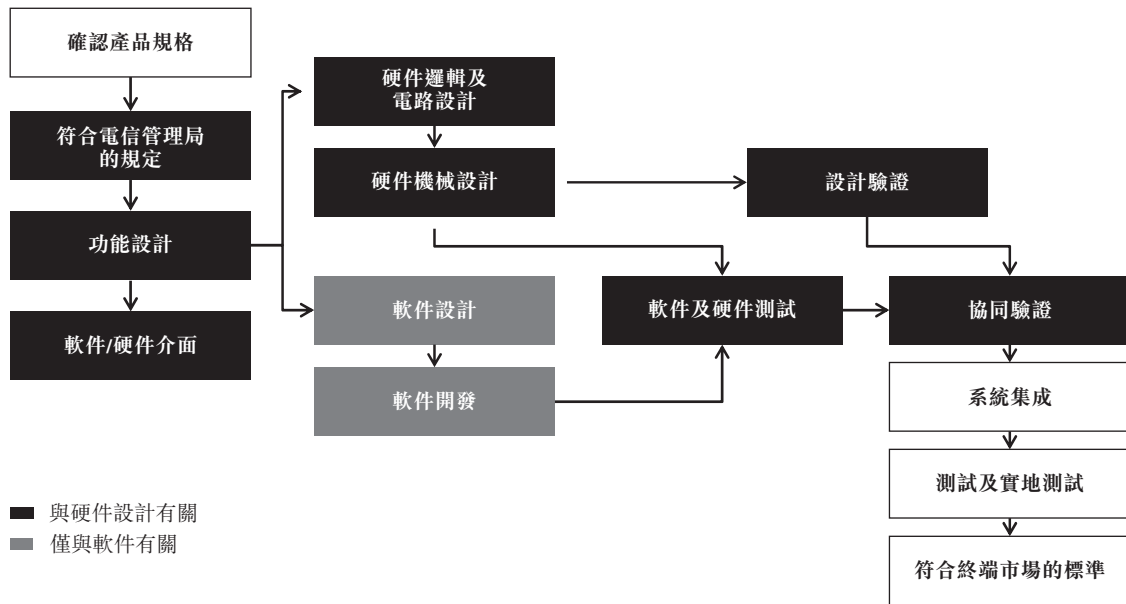 確認產品規格
符合電信管理局
的規定
功能設計
軟件/硬件介面
硬件邏輯及
電路設計
硬件機械設計
設計驗證
軟件設計
軟件開發
軟件及硬件測試
協同驗證
系統集成
測試及實地測試
符合終端市場的標準
與硬件設計有關
僅與軟件有關